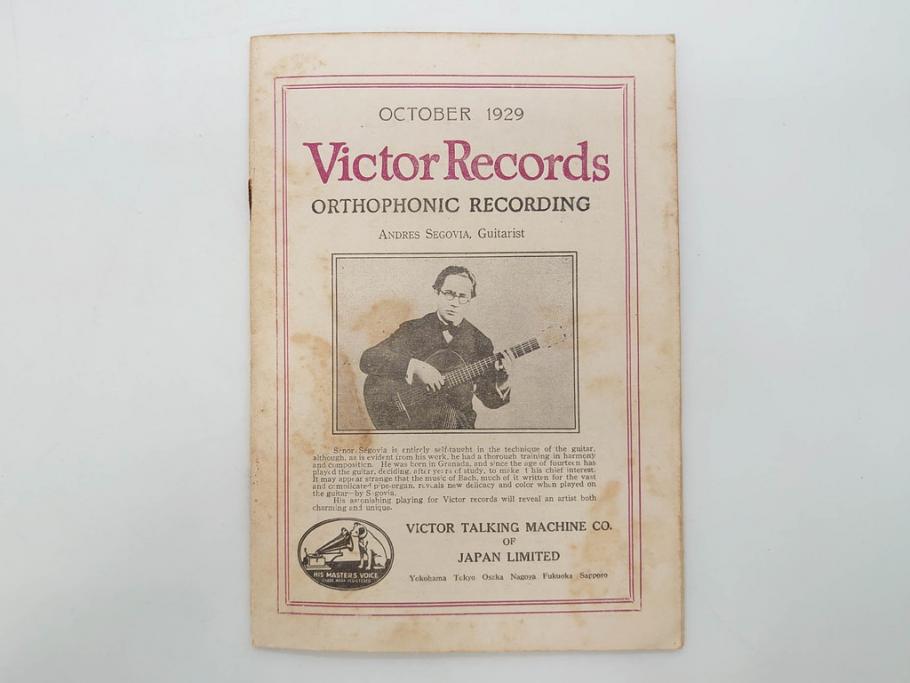 OCTOBER 1929
Victor Records
ORTHOPHONIC RECORDING
ANDRES SEGOVIA, Guitarist
Senor Segovia is entirely self-taught in the technique of the guitar,
although, as is evident from his work, he had a thorough training in harmony
and composition. He was born in Granada, and since the age of fourteen has
played the guitar, deciding, after years of study, to make this chief interest.
It may appear strange that the music of Bach, much of it written for the vast
and complicated pipe-organ, reveals new delicacy and color when played on
the guitar—by Segovia.
His astonishing playing for Victor records will reveal an artist both
charming and unique.
HIS MASTER'S VOICE
TRADE MARK REGISTERED
VICTOR TALKING MACHINE CO.
OF
JAPAN LIMITED
Yokohama Tokyo Osaka Nagoya Fukuoka Sapporo